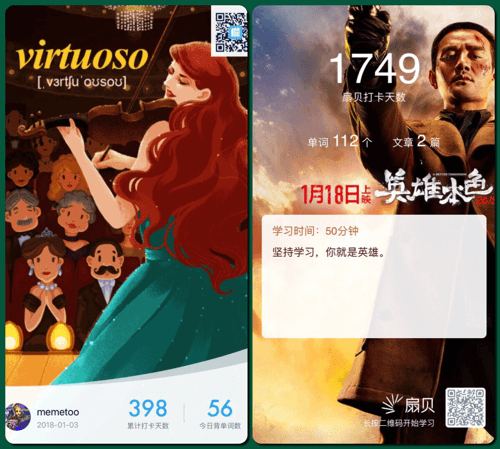 virtuoso
[ˌvɜrtʃuˈoʊsoʊ]
memetoo
2018-01-03
398
累计打卡天数
56
今日背单词数
1749
扇贝打卡天数
单词 112 个 文章 2 篇
1月18日上映
英雄本色
学习时间：50分钟
坚持学习，你就是英雄。
扇贝
长按二维码开始学习